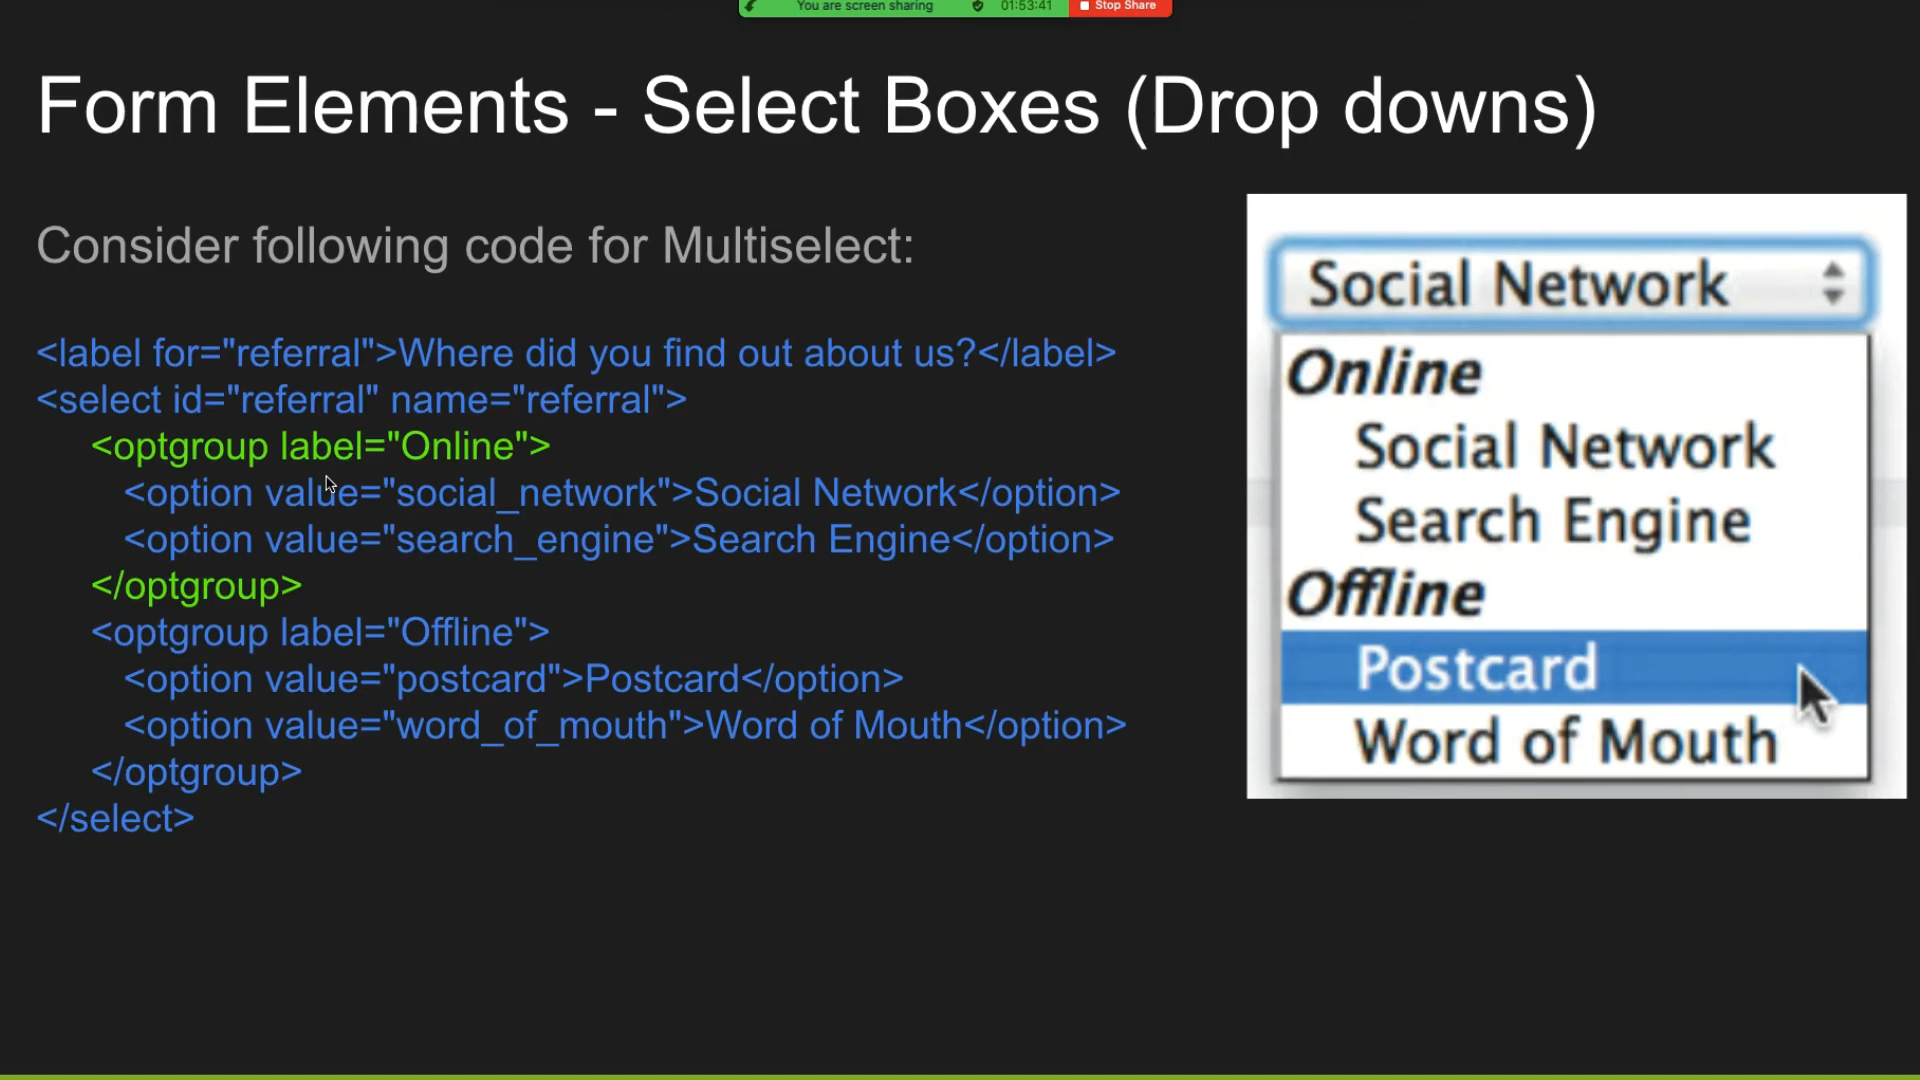 You are screen sharing 01:53:41 Stop Share
Form Elements - Select Boxes (Drop downs)
Consider following code for Multiselect:
<label for="referral">Where did you find out about us?</label>
<select id="referral" name="referral">
<optgroup label="Online">
<option value="social_network">Social Network</option>
<option value="search_engine">Search Engine</option>
</optgroup>
<optgroup label="Offline">
<option value="postcard">Postcard</option>
<option value="word_of_mouth">Word of Mouth</option>
</optgroup>
</select>
Social Network
Online
Social Network
Search Engine
Offline
Postcard
Word of Mouth